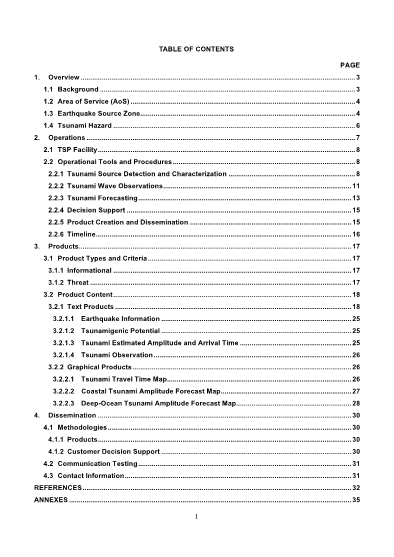 TABLE OF CONTENTS
PAGE
1. Overview ........ 3
1.1 Background ........ 3
1.2 Area of Service (AoS) ........ 4
1.3 Earthquake Source Zone ........ 4
1.4 Tsunami Hazard ........ 6
2. Operations ........ 7
2.1 TSP Facility ........ 8
2.2 Operational Tools and Procedures ........ 8
2.2.1 Tsunami Source Detection and Characterization ........ 8
2.2.2 Tsunami Wave Observations ........ 11
2.2.3 Tsunami Forecasting ........ 13
2.2.4 Decision Support ........ 15
2.2.5 Product Creation and Dissemination ........ 15
2.2.6 Timeline ........ 16
3. Products ........ 17
3.1 Product Types and Criteria ........ 17
3.1.1 Informational ........ 17
3.1.2 Threat ........ 17
3.2 Product Content ........ 18
3.2.1 Text Products ........ 18
3.2.1.1 Earthquake Information ........ 25
3.2.1.2 Tsunamigenic Potential ........ 25
3.2.1.3 Tsunami Estimated Amplitude and Arrival Time ........ 25
3.2.1.4 Tsunami Observation ........ 26
3.2.2 Graphical Products ........ 26
3.2.2.1 Tsunami Travel Time Map ........ 26
3.2.2.2 Coastal Tsunami Amplitude Forecast Map ........ 27
3.2.2.3 Deep-Ocean Tsunami Amplitude Forecast Map ........ 28
4. Dissemination ........ 30
4.1 Methodologies ........ 30
4.1.1 Products ........ 30
4.1.2 Customer Decision Support ........ 30
4.2 Communication Testing ........ 31
4.3 Contact Information ........ 31
REFERENCES ........ 32
ANNEXES ........ 35
1